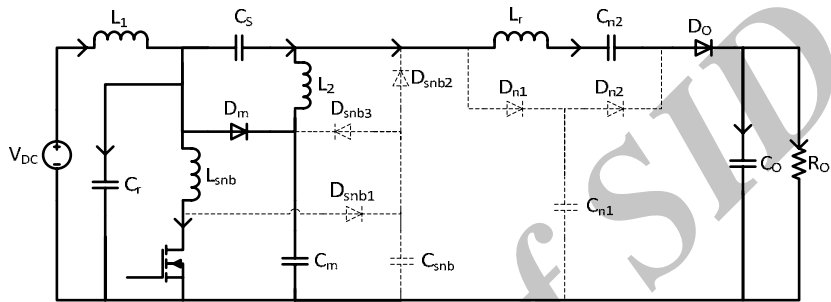 L1
CS
Lr
Cn2
DO
L2
Dsnb2
Dn1
Dn2
Dm
Dsnb3
VDC
Cr
Lsnb
CO
RO
Dsnb1
Cn1
Cm
Csnb
of SID